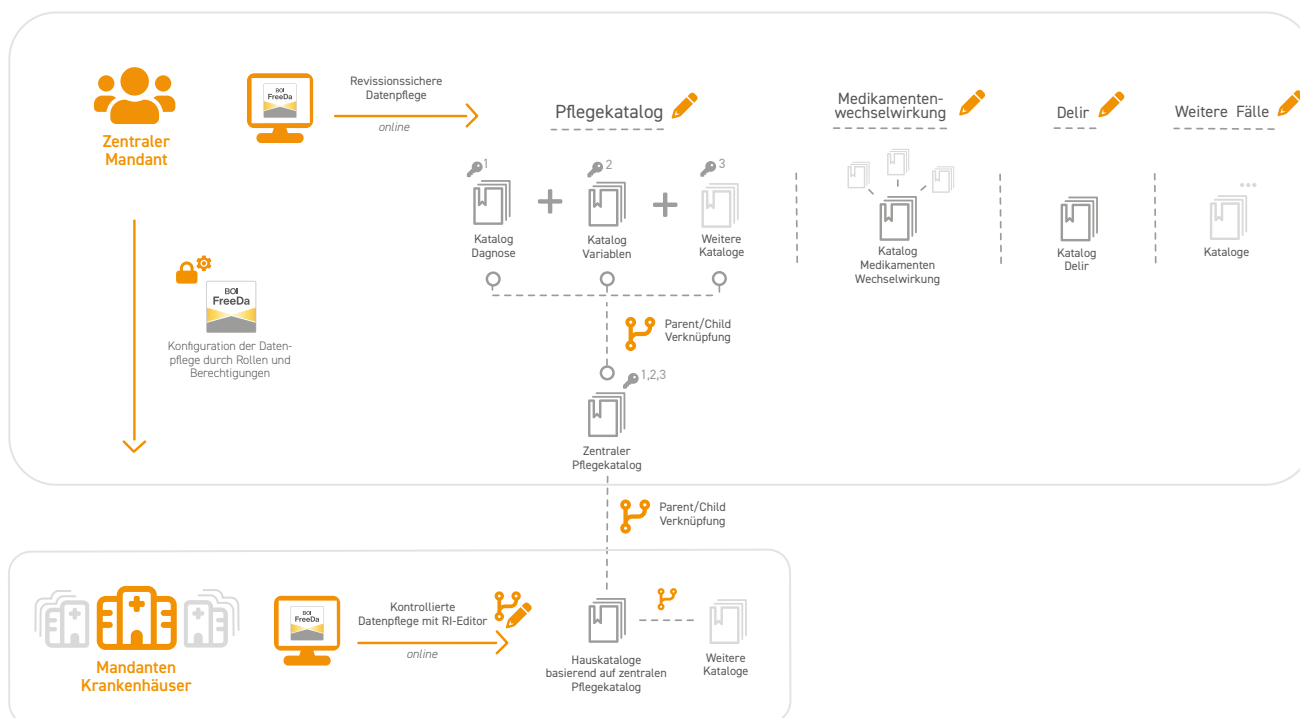 Zentraler
Mandant
BOI
FreeDa
Revissionssichere
Datenpflege
online
Pflegekatalog
Medikamenten-
wechselwirkung
Delir
Weitere Fälle
1
2
3
Katalog
Dagnose
Katalog
Variablen
Weitere
Kataloge
Katalog
Medikamenten
Wechselwirkung
Katalog
Delir
...
Kataloge
BOI
FreeDa
Konfiguration der Daten-
pflege durch Rollen und
Berechtigungen
Parent/Child
Verknüpfung
1,2,3
Zentraler
Pflegekatalog
Parent/Child
Verknüpfung
Mandanten
Krankenhäuser
BOI
FreeDa
Kontrollierte
Datenpflege mit RI-Editor
online
Hauskataloge
basierend auf zentralen
Pflegekatalog
Weitere
Kataloge